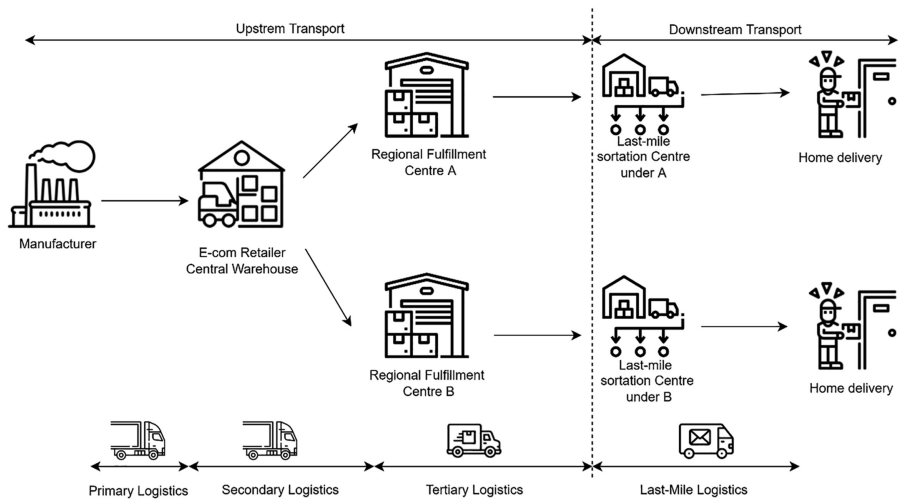 Upstrem Transport
Downstream Transport
Regional Fulfillment
Centre A
Last-mile
sortation Centre
under A
Home delivery
Manufacturer
E-com Retailer
Central Warehouse
Regional Fulfillment
Centre B
Last-mile
sortation Centre
under B
Home delivery
Primary Logistics
Secondary Logistics
Tertiary Logistics
Last-Mile Logistics